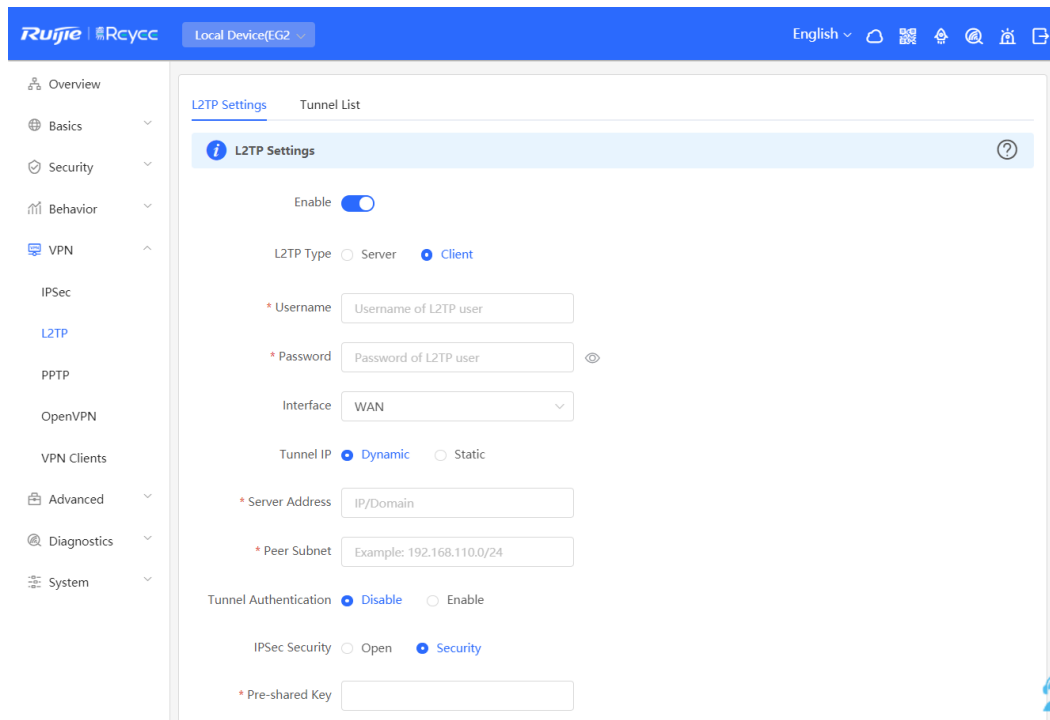 Ruijie Rcycc Local Device(EG2 English
Overview
Basics
Security
Behavior
VPN
IPSec
L2TP
PPTP
OpenVPN
VPN Clients
Advanced
Diagnostics
System
L2TP Settings Tunnel List
i L2TP Settings ?
Enable
L2TP Type Server Client
* Username Username of L2TP user
* Password Password of L2TP user
Interface WAN
Tunnel IP Dynamic Static
* Server Address IP/Domain
* Peer Subnet Example: 192.168.110.0/24
Tunnel Authentication Disable Enable
IPSec Security Open Security
* Pre-shared Key